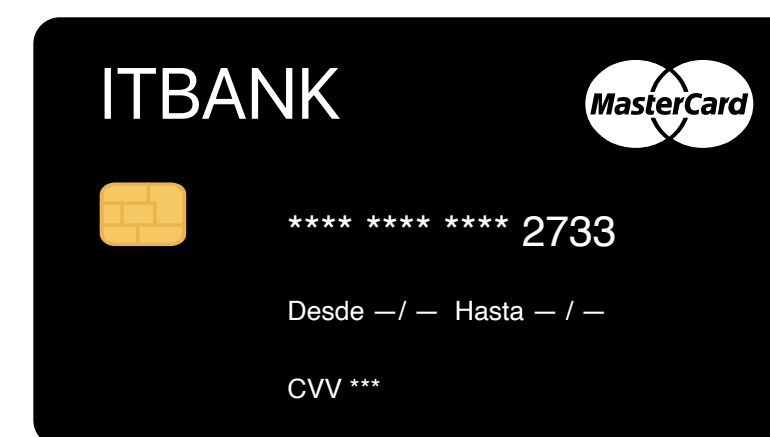 ITBANK
MasterCard
**** **** **** 2733
Desde —/ — Hasta — / —
CVV ***